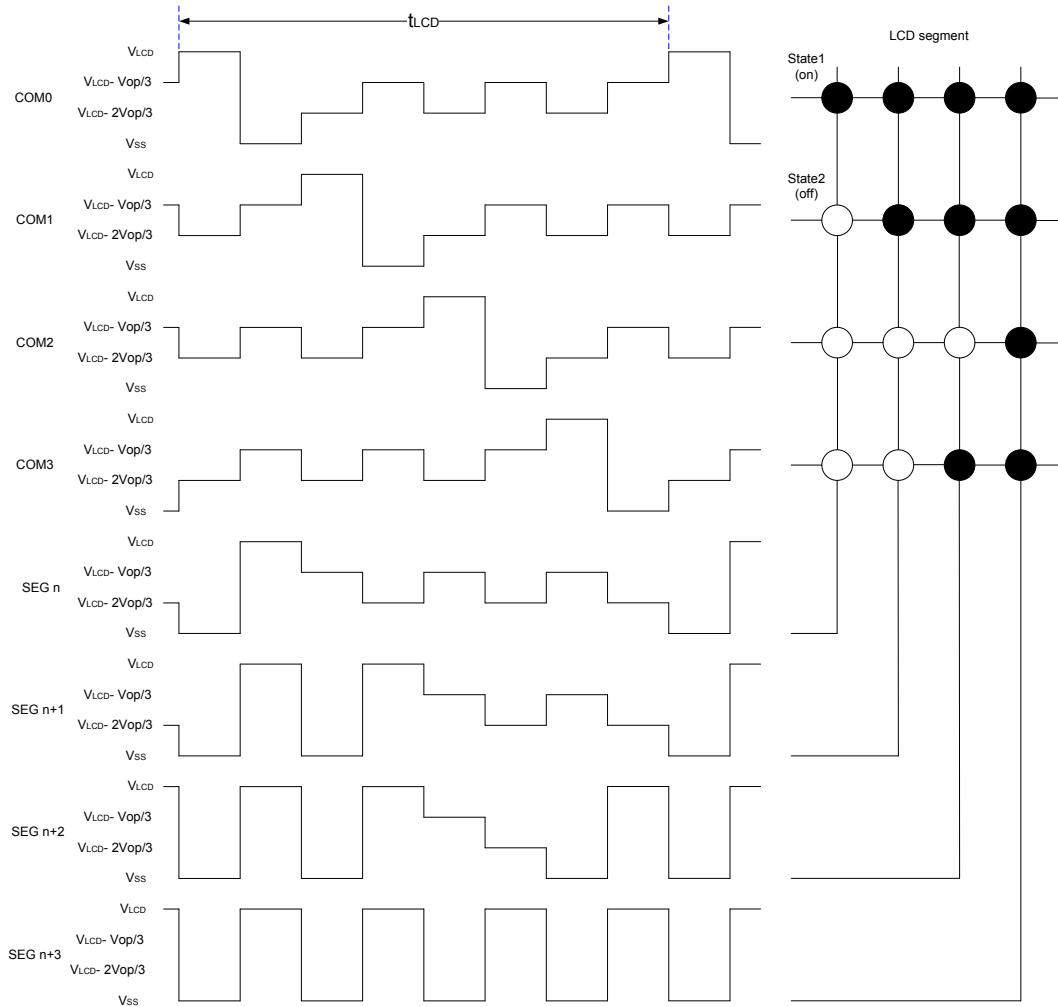 tLCD
LCD segment
VLCD
VLCD- Vop/3
COM0
VLCD- 2Vop/3
VSS
State1
(on)
VLCD
VLCD- Vop/3
COM1
VLCD- 2Vop/3
VSS
State2
(off)
VLCD
VLCD- Vop/3
COM2
VLCD- 2Vop/3
VSS
VLCD
VLCD- Vop/3
COM3
VLCD- 2Vop/3
VSS
VLCD
VLCD- Vop/3
SEG n
VLCD- 2Vop/3
VSS
VLCD
VLCD- Vop/3
SEG n+1
VLCD- 2Vop/3
VSS
VLCD
VLCD- Vop/3
SEG n+2
VLCD- 2Vop/3
VSS
VLCD
VLCD- Vop/3
SEG n+3
VLCD- 2Vop/3
VSS